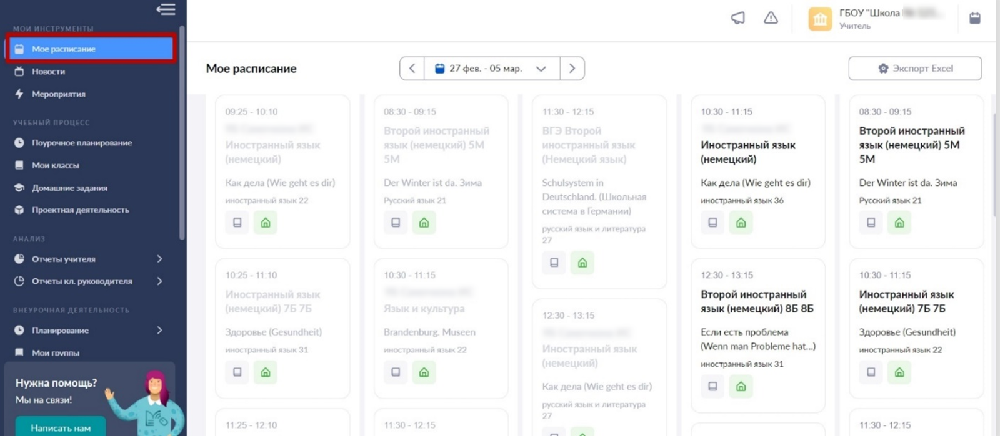 МОИ ИНСТРУМЕНТЫ
Мое расписание
Новости
Мероприятия
УЧЕБНЫЙ ПРОЦЕСС
Поурочное планирование
Мои классы
Домашние задания
Проектная деятельность
АНАЛИЗ
Отчеты учителя
Отчеты кл. руководителя
ВНЕУРОЧНАЯ ДЕЯТЕЛЬНОСТЬ
Планирование
Мои группы
Нужна помощь?
Мы на связи!
Написать нам
ГБОУ "Школа
Учитель
Мое расписание
27 фев. - 05 мар.
Экспорт Excel
09:25 - 10:10
Иностранный язык
(немецкий)
Как дела (Wie geht es dir)
иностранный язык 22
10:25 - 11:10
Иностранный язык
(немецкий) 7Б 7Б
Здоровье (Gesundheit)
иностранный язык 31
11:25 - 12:10
08:30 - 09:15
Второй иностранный
язык (немецкий) 5М
5М
Der Winter ist da. Зима
Русский язык 21
10:30 - 11:15
Язык и культура
Brandenburg. Museen
иностранный язык 22
11:30 - 12:15
11:30 - 12:15
ВГЭ Второй
иностранный язык
(Немецкий язык)
Schulsystem in
Deutschland. (Школьная
система в Германии)
русский язык и литература
27
12:30 - 13:15
Иностранный язык
(немецкий)
Как дела (Wie geht es dir)
русский язык и литература
27
10:30 - 11:15
Иностранный язык
(немецкий)
Как дела (Wie geht es dir)
иностранный язык 36
12:30 - 13:15
Второй иностранный
язык (немецкий) 8Б 8Б
Если есть проблема
(Wenn man Probleme hat...)
иностранный язык 31
08:30 - 09:15
Второй иностранный
язык (немецкий) 5М
5М
Der Winter ist da. Зима
Русский язык 21
10:30 - 11:15
Иностранный язык
(немецкий) 7Б 7Б
Здоровье (Gesundheit)
иностранный язык 22
11:30 - 12:15